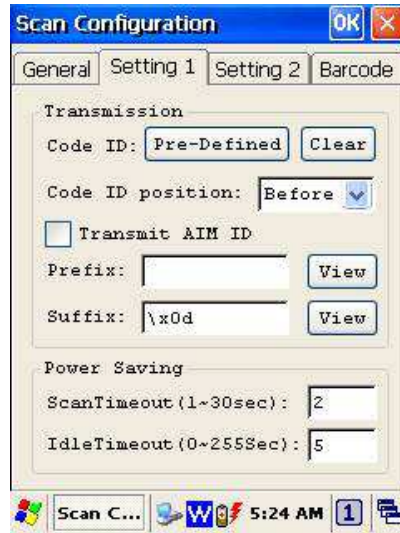 Scan Configuration OK
General Setting 1 Setting 2 Barcode
Transmission
Code ID: Pre-Defined Clear
Code ID position: Before
Transmit AIM ID
Prefix: View
Suffix: \x0d View
Power Saving
ScanTimeout(1~30sec): 2
IdleTimeout(0~255Sec): 5
Scan C... W 5:24 AM 1